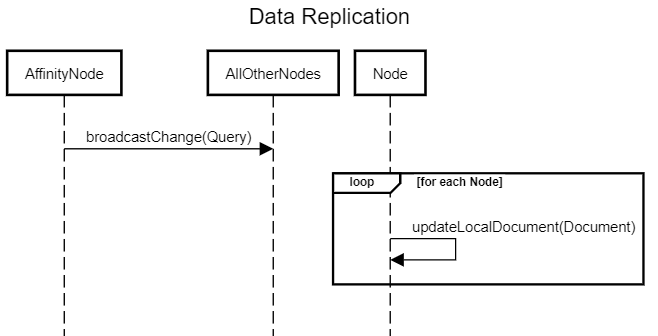 Data Replication
AffinityNode
AllOtherNodes
Node
broadcastChange(Query)
loop
[for each Node]
updateLocalDocument(Document)